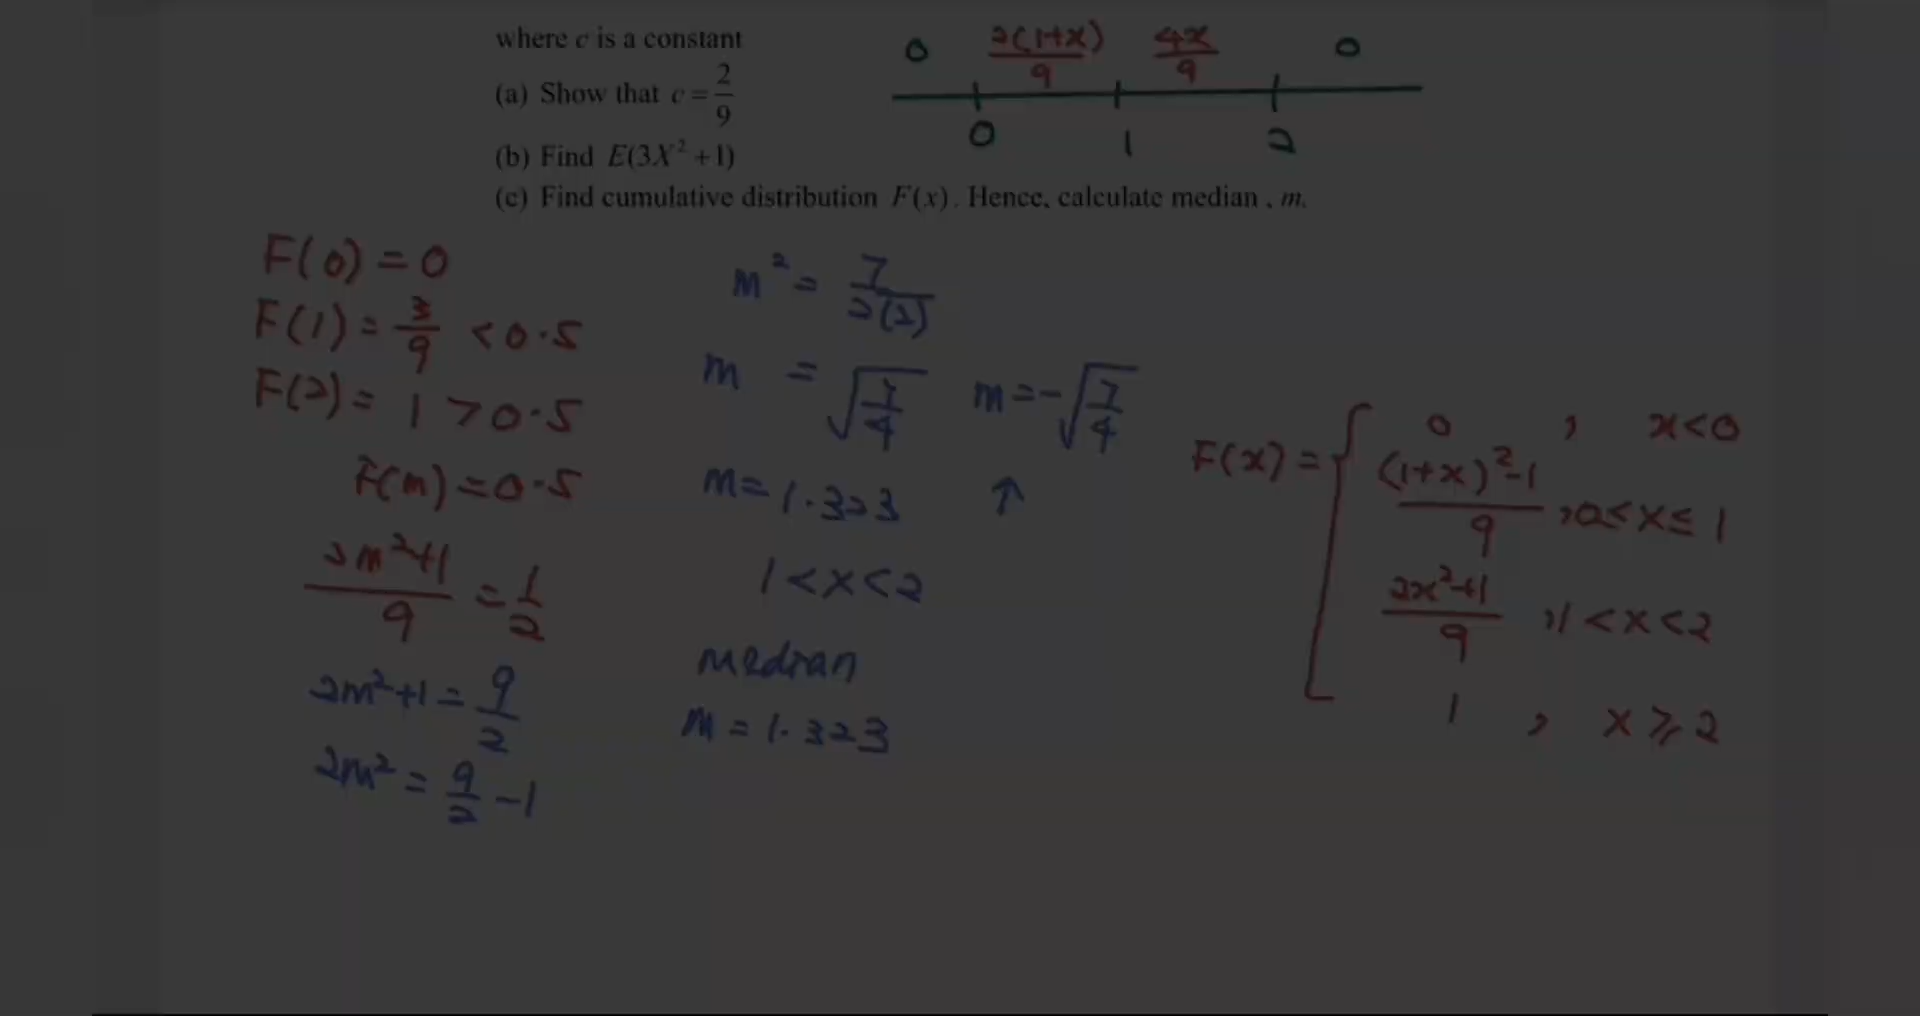 where c is a constant
(a) Show that c = 2/9
(b) Find E(3X² + 1)
(c) Find cumulative distribution F(x). Hence, calculate median, m.
0 2(1+x)/9 4x/9 0
0 1 2
F(0) = 0
F(1) = 3/9 < 0.5
F(2) = 1 > 0.5
F(m) = 0.5
2m²+1/9 = 1/2
2m²+1 = 9/2
2m² = 9/2 - 1
m² = 7/2(2)
m = √7/4 m = -√7/4
m = 1.323 ↑
1 < x < 2
median
m = 1.323
F(x) = { 0 , x < 0
(1+x)²-1/9 , 0 < x ≤ 1
2x²+1/9 , 1 < x < 2
1 , x ≥ 2